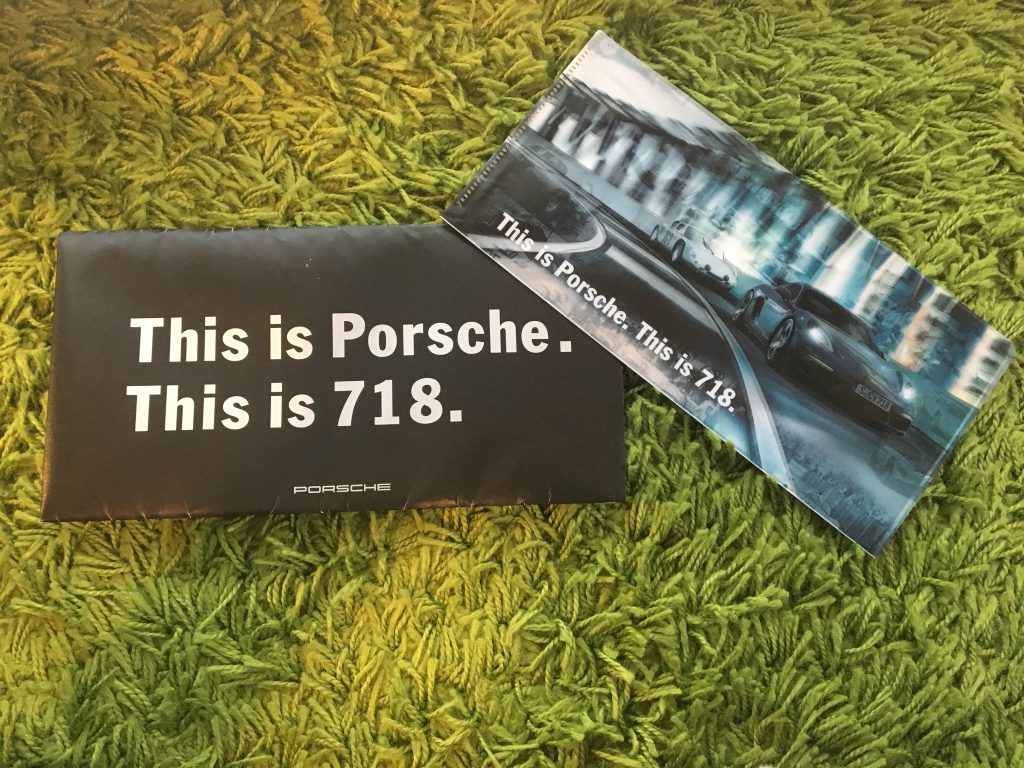 This is Porsche.
This is 718.
PORSCHE
This is Porsche. This is 718.